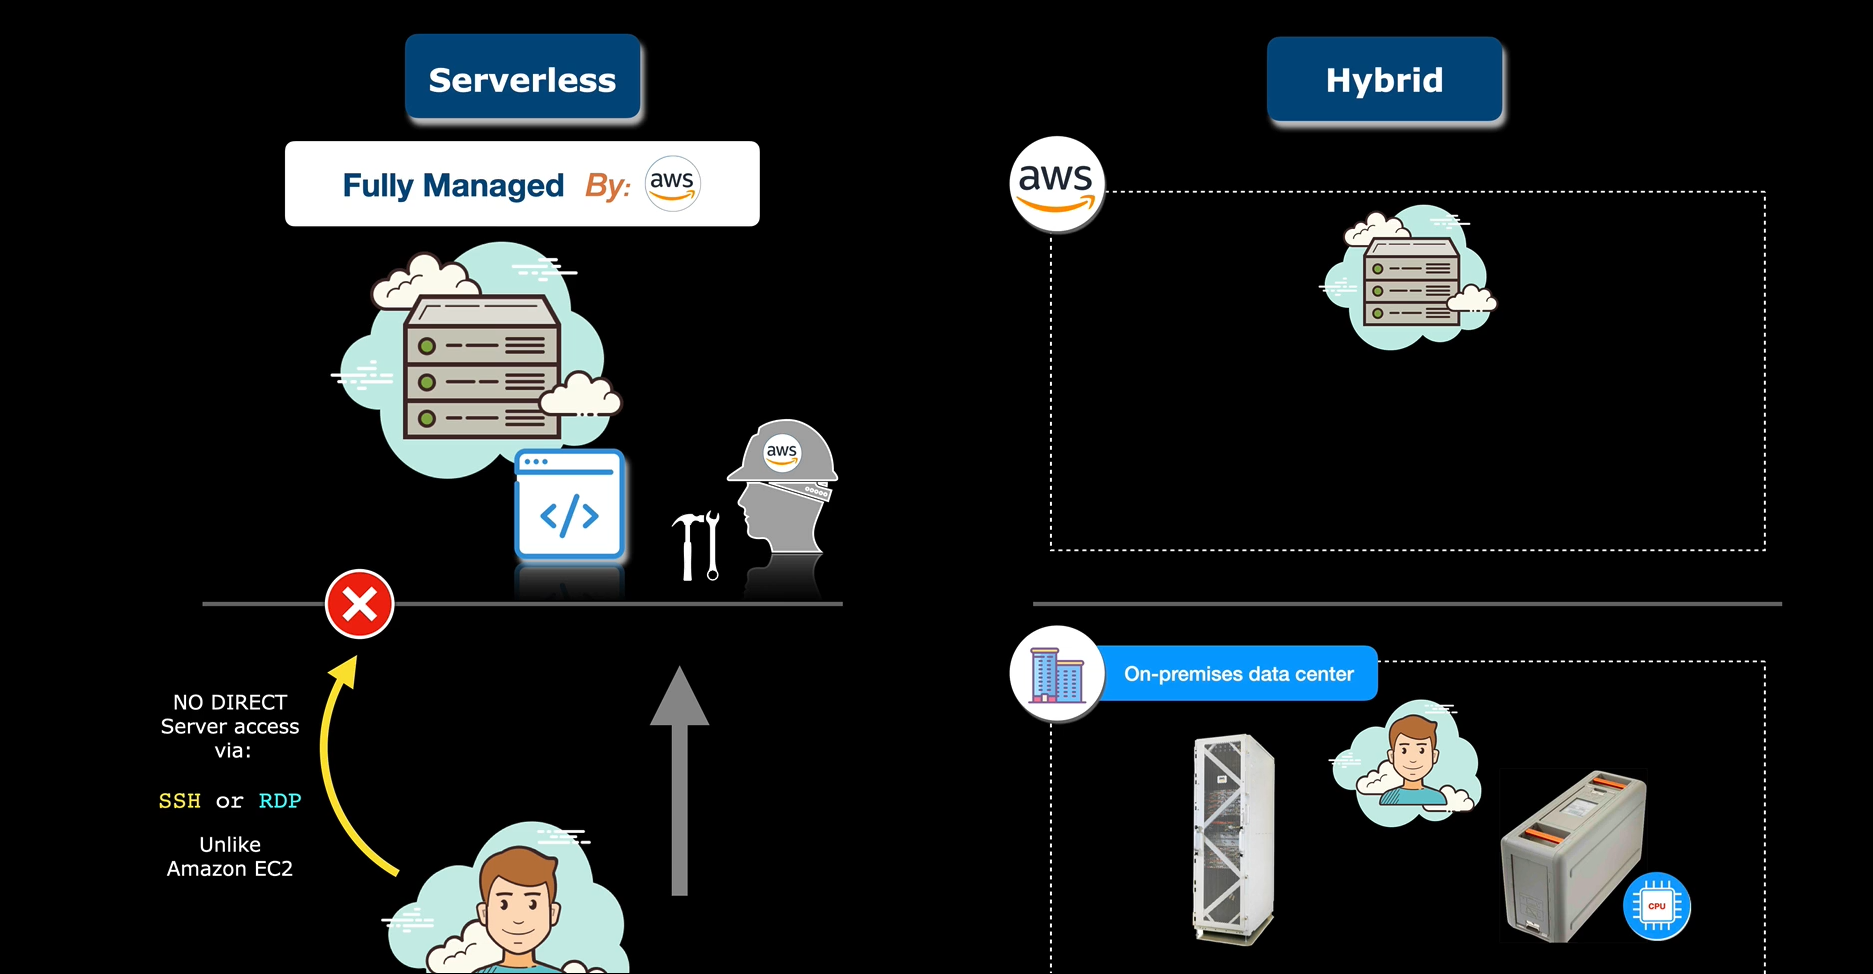 Serverless
Fully Managed By: aws
aws
NO DIRECT
Server access
via:
SSH or RDP
Unlike
Amazon EC2
Hybrid
aws
On-premises data center
CPU